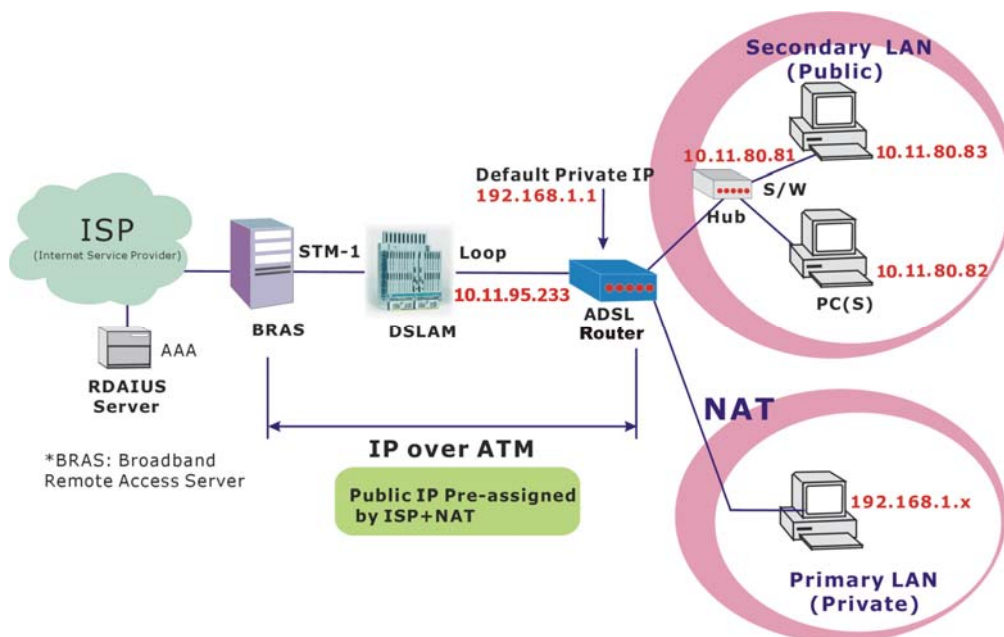 Secondary LAN
(Public)
10.11.80.81
10.11.80.83
S/W
Hub
10.11.80.82
PC(S)
Default Private IP
192.168.1.1
ISP
(Internet Service Provider)
STM-1
Loop
10.11.95.233
BRAS
DSLAM
ADSL
Router
AAA
RDAIUS
Server
NAT
IP over ATM
*BRAS: Broadband
Remote Access Server
Public IP Pre-assigned
by ISP+NAT
192.168.1.x
Primary LAN
(Private)